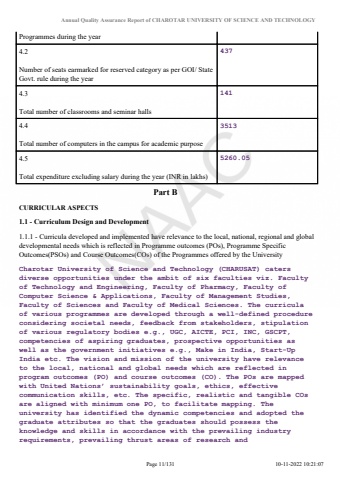 Annual Quality Assurance Report of CHAROTAR UNIVERSITY OF SCIENCE AND TECHNOLOGY
Programmes during the year
4.2
437
Number of seats earmarked for reserved category as per GOI/ State
Govt. rule during the year
4.3
141
Total number of classrooms and seminar halls
4.4
3513
Total number of computers in the campus for academic purpose
4.5
5260.05
Total expenditure excluding salary during the year (INR in lakhs)
Part B
CURRICULAR ASPECTS
1.1 - Curriculum Design and Development
1.1.1 - Curricula developed and implemented have relevance to the local, national, regional and global
developmental needs which is reflected in Programme outcomes (POs), Programme Specific
Outcomes(PSOs) and Course Outcomes(COs) of the Programmes offered by the University
Charotar University of Science and Technology (CHARUSAT) caters
diverse opportunities under the ambit of six faculties viz. Faculty
of Technology and Engineering, Faculty of Pharmacy, Faculty of
Computer Science & Applications, Faculty of Management Studies,
Faculty of Sciences and Faculty of Medical Sciences. The curricula
of various programmes are developed through a well-defined procedure
considering societal needs, feedback from stakeholders, stipulation
of various regulatory bodies e.g., UGC, AICTE, PCI, INC, GSCPT,
competencies of aspiring graduates, prospective opportunities as
well as the government initiatives e.g., Make in India, Start-Up
India etc. The vision and mission of the university have relevance
to the local, national and global needs which are reflected in
program outcomes (PO) and course outcomes (CO). The POs are mapped
with United Nations' sustainability goals, ethics, effective
communication skills, etc. The specific, realistic and tangible COs
are aligned with minimum one PO, to facilitate mapping. The
university has identified the dynamic competencies and adopted the
graduate attributes so that the graduates should possess the
knowledge and skills in accordance with the prevailing industry
requirements, prevailing thrust areas of research and
NAAC
Page 11/131
10-11-2022 10:21:07